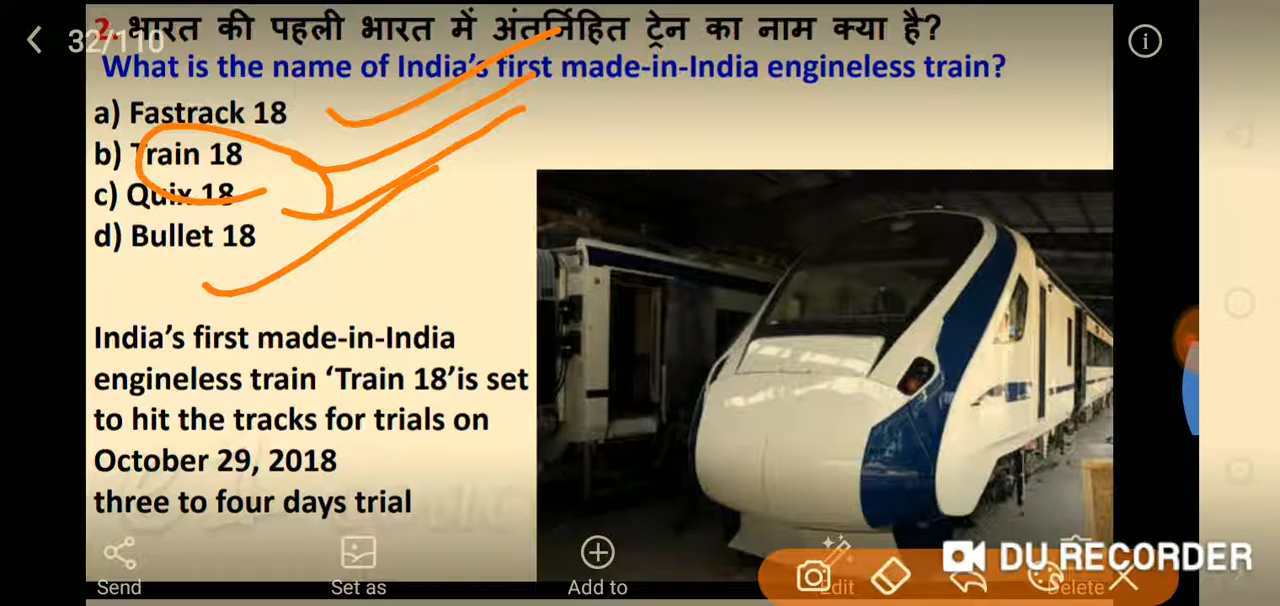 32/110
2. भारत की पहली भारत में अंतर्निहित ट्रेन का नाम क्या है?
What is the name of India's first made-in-India engineless train?
a) Fastrack 18
b) Train 18
c) Quix 18
d) Bullet 18
India's first made-in-India
engineless train ‘Train 18’is set
to hit the tracks for trials on
October 29, 2018
three to four days trial
DU RECORDER
Send
Set as
Add to
Edit
Delete